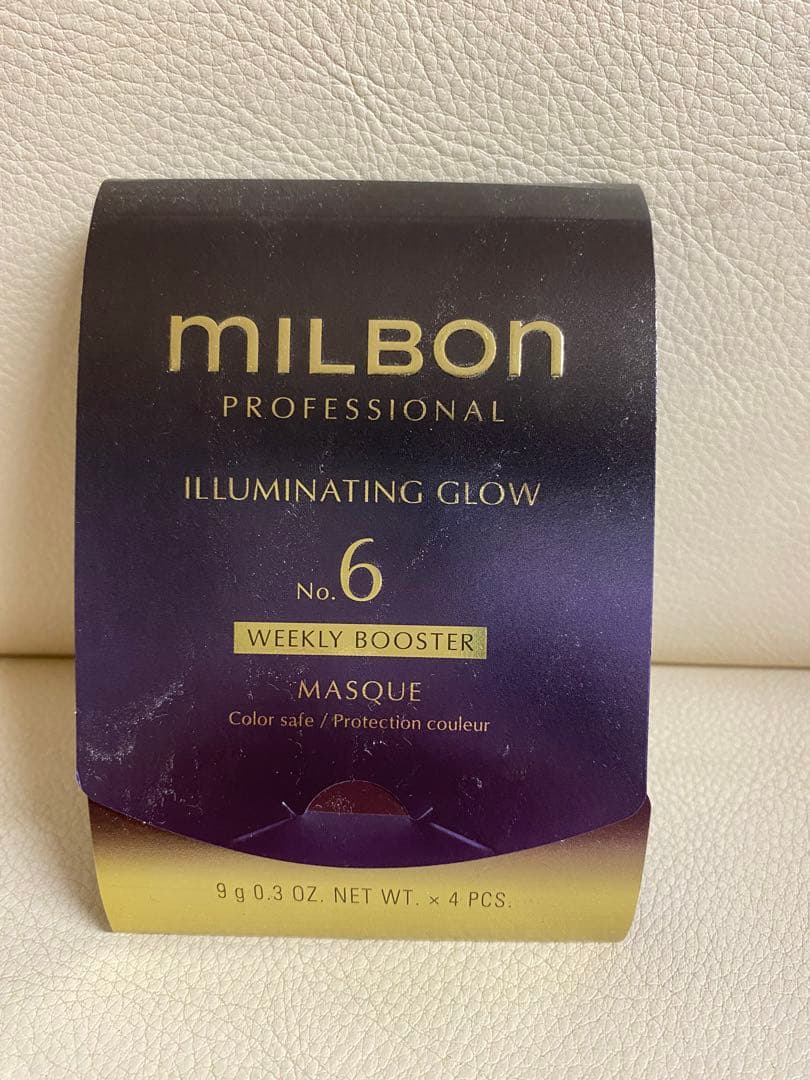 mILBOn
PROFESSIONAL
ILLUMINATING GLOW
No.6
WEEKLY BOOSTER
MASQUE
Color safe / Protection couleur
9 g 0.3 OZ. NET WT. × 4 PCS.